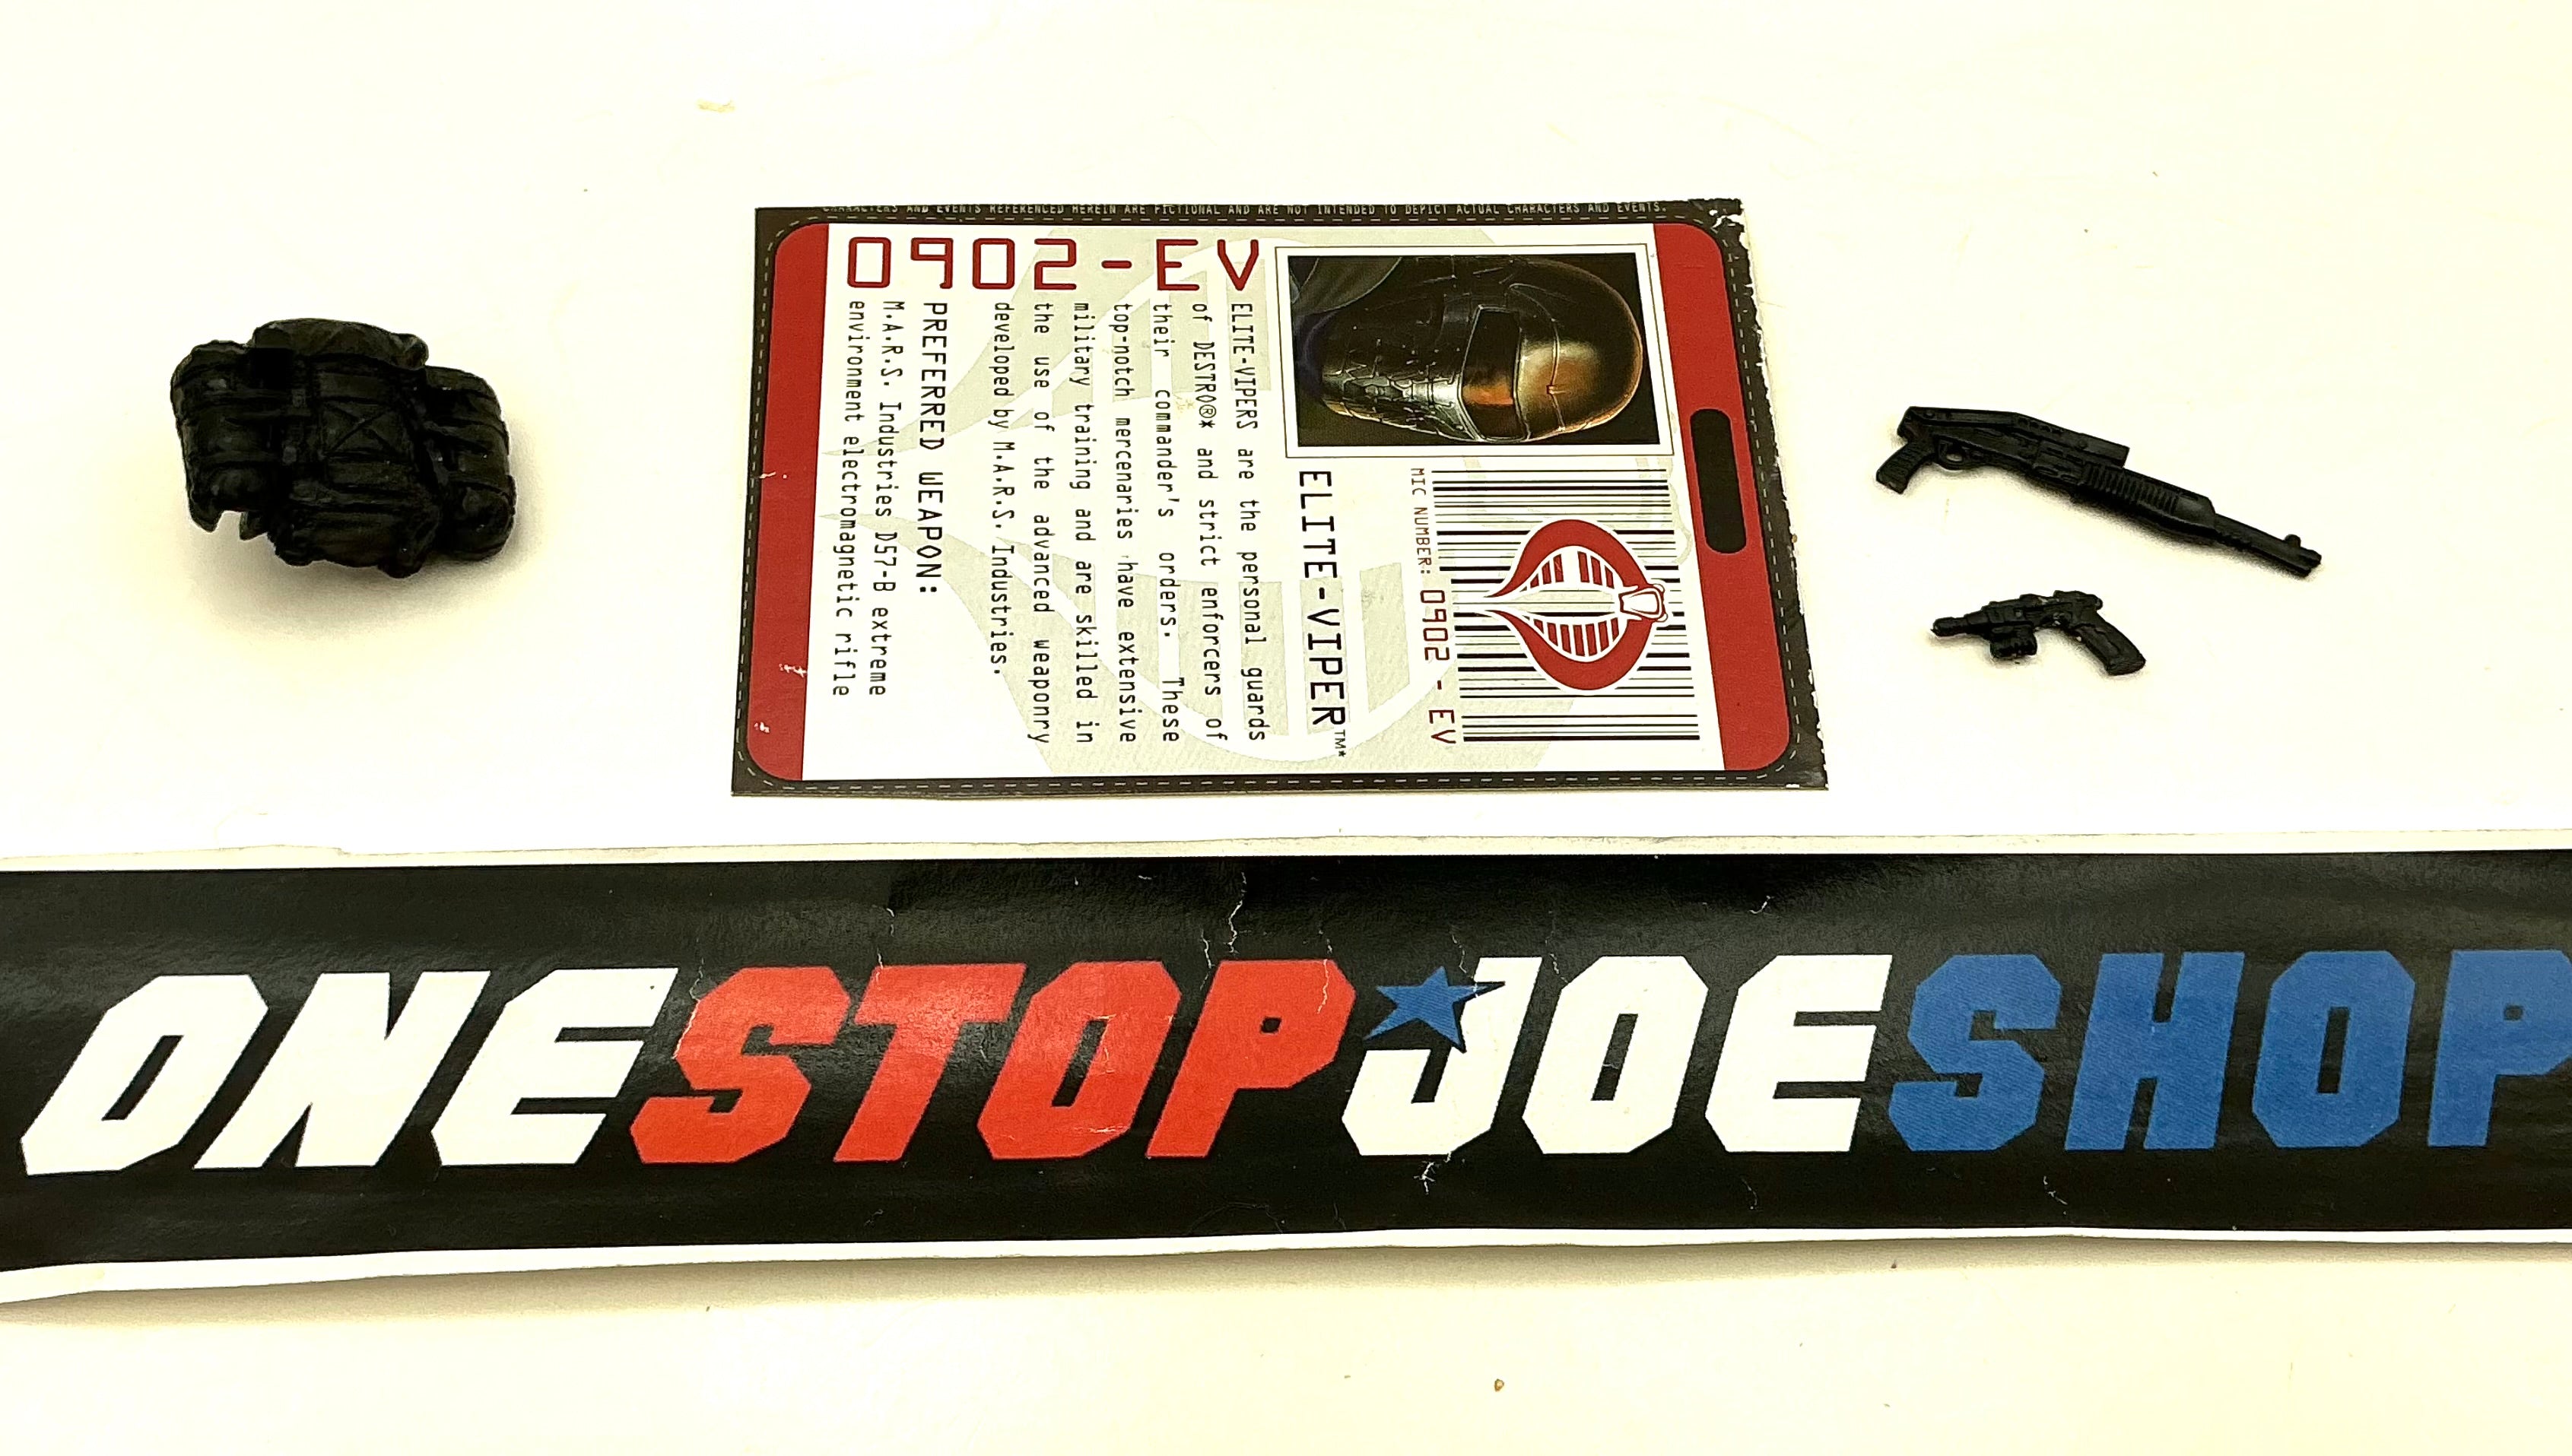 CHARACTERS AND EVENTS REFERENCED HEREIN ARE FICTIONAL AND ARE NOT INTENDED TO DEPICT ACTUAL CHARACTERS AND EVENTS.
MIC NUMBER: 0902-EV
ELITE-VIPER™*
0902-EV
ELITE-VIPERS are the personal guards
of DESTRO®* and strict enforcers of
their commander's orders. These
top-notch mercenaries have extensive
military training and are skilled in
the use of the advanced weaponry
developed by M.A.R.S. Industries.
PREFERRED WEAPON:
M.A.R.S. Industries D57-B extreme
environment electromagnetic rifle
ONESTOPJOESHOP